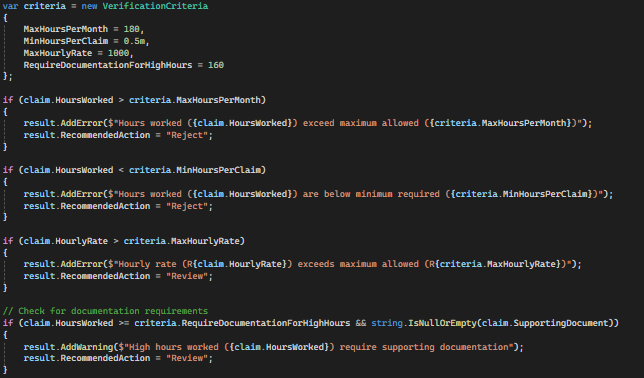 var criteria = new VerificationCriteria
{
MaxHoursPerMonth = 180,
MinHoursPerClaim = 0.5m,
MaxHourlyRate = 1000,
RequireDocumentationForHighHours = 160
};
if (claim.HoursWorked > criteria.MaxHoursPerMonth)
{
result.AddError($"Hours worked ({claim.HoursWorked}) exceed maximum allowed ({criteria.MaxHoursPerMonth})");
result.RecommendedAction = "Reject";
}
if (claim.HoursWorked < criteria.MinHoursPerClaim)
{
result.AddError($"Hours worked ({claim.HoursWorked}) are below minimum required ({criteria.MinHoursPerClaim})");
result.RecommendedAction = "Reject";
}
if (claim.HourlyRate > criteria.MaxHourlyRate)
{
result.AddError($"Hourly rate (R{claim.HourlyRate}) exceeds maximum allowed (R{criteria.MaxHourlyRate})");
result.RecommendedAction = "Review";
}
// Check for documentation requirements
if (claim.HoursWorked >= criteria.RequireDocumentationForHighHours && string.IsNullOrEmpty(claim.SupportingDocument))
{
result.AddWarning($"High hours worked ({claim.HoursWorked}) require supporting documentation");
result.RecommendedAction = "Review";
}